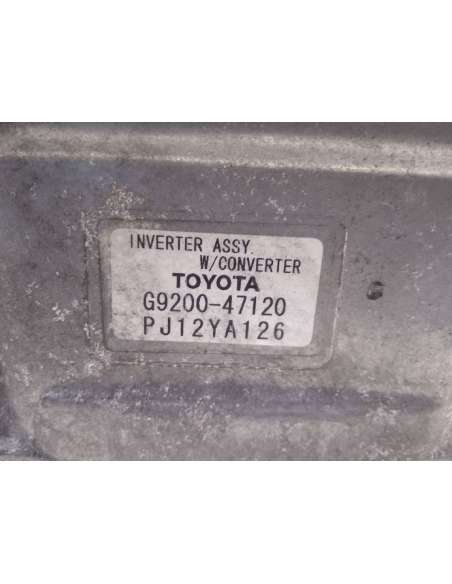 INVERTER ASSY.
W/CONVERTER
TOYOTA
G9200-47120
PJ12YA126